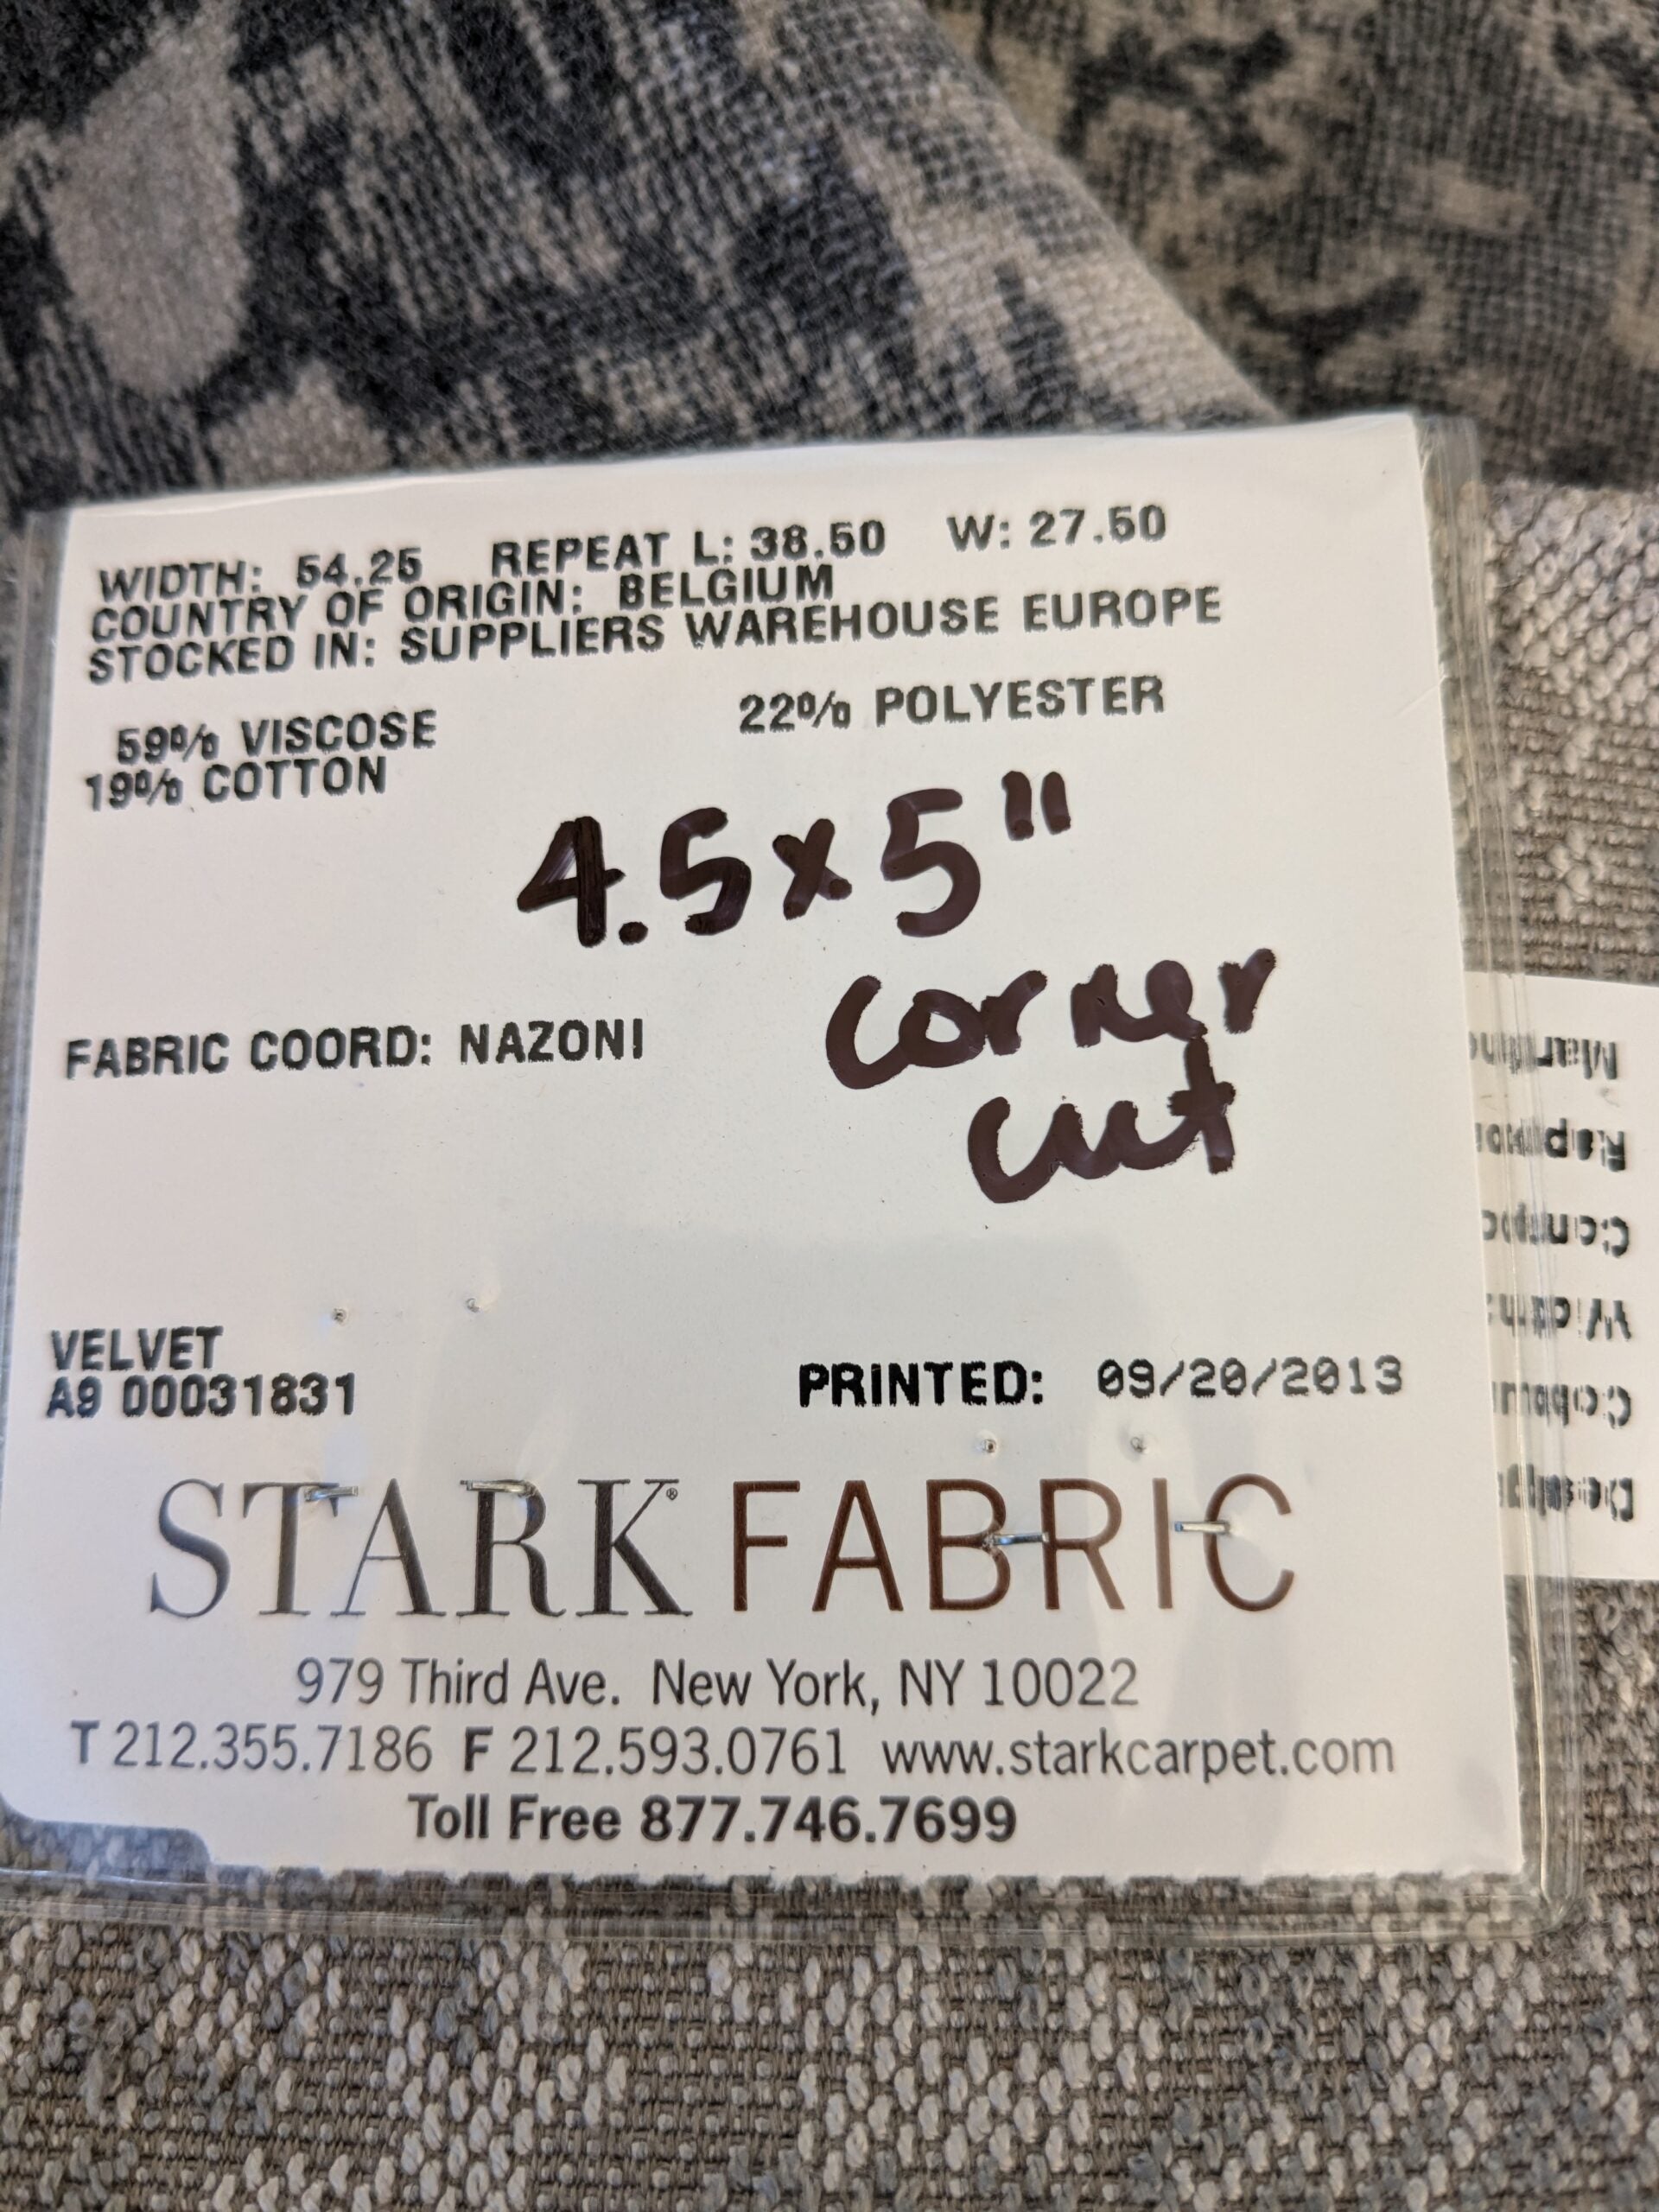 WIDTH: 54.25 REPEAT L: 38.50 W: 27.50
COUNTRY OF ORIGIN: BELGIUM
STOCKED IN: SUPPLIERS WAREHOUSE EUROPE
59% VISCOSE 22% POLYESTER
19% COTTON
4.5x5"
corner
cut
FABRIC COORD: NAZONI
VELVET
A9 00031831 PRINTED: 09/20/2013
STARK® FABRIC
979 Third Ave. New York, NY 10022
T 212.355.7186 F 212.593.0761 www.starkcarpet.com
Toll Free 877.746.7699
Width: